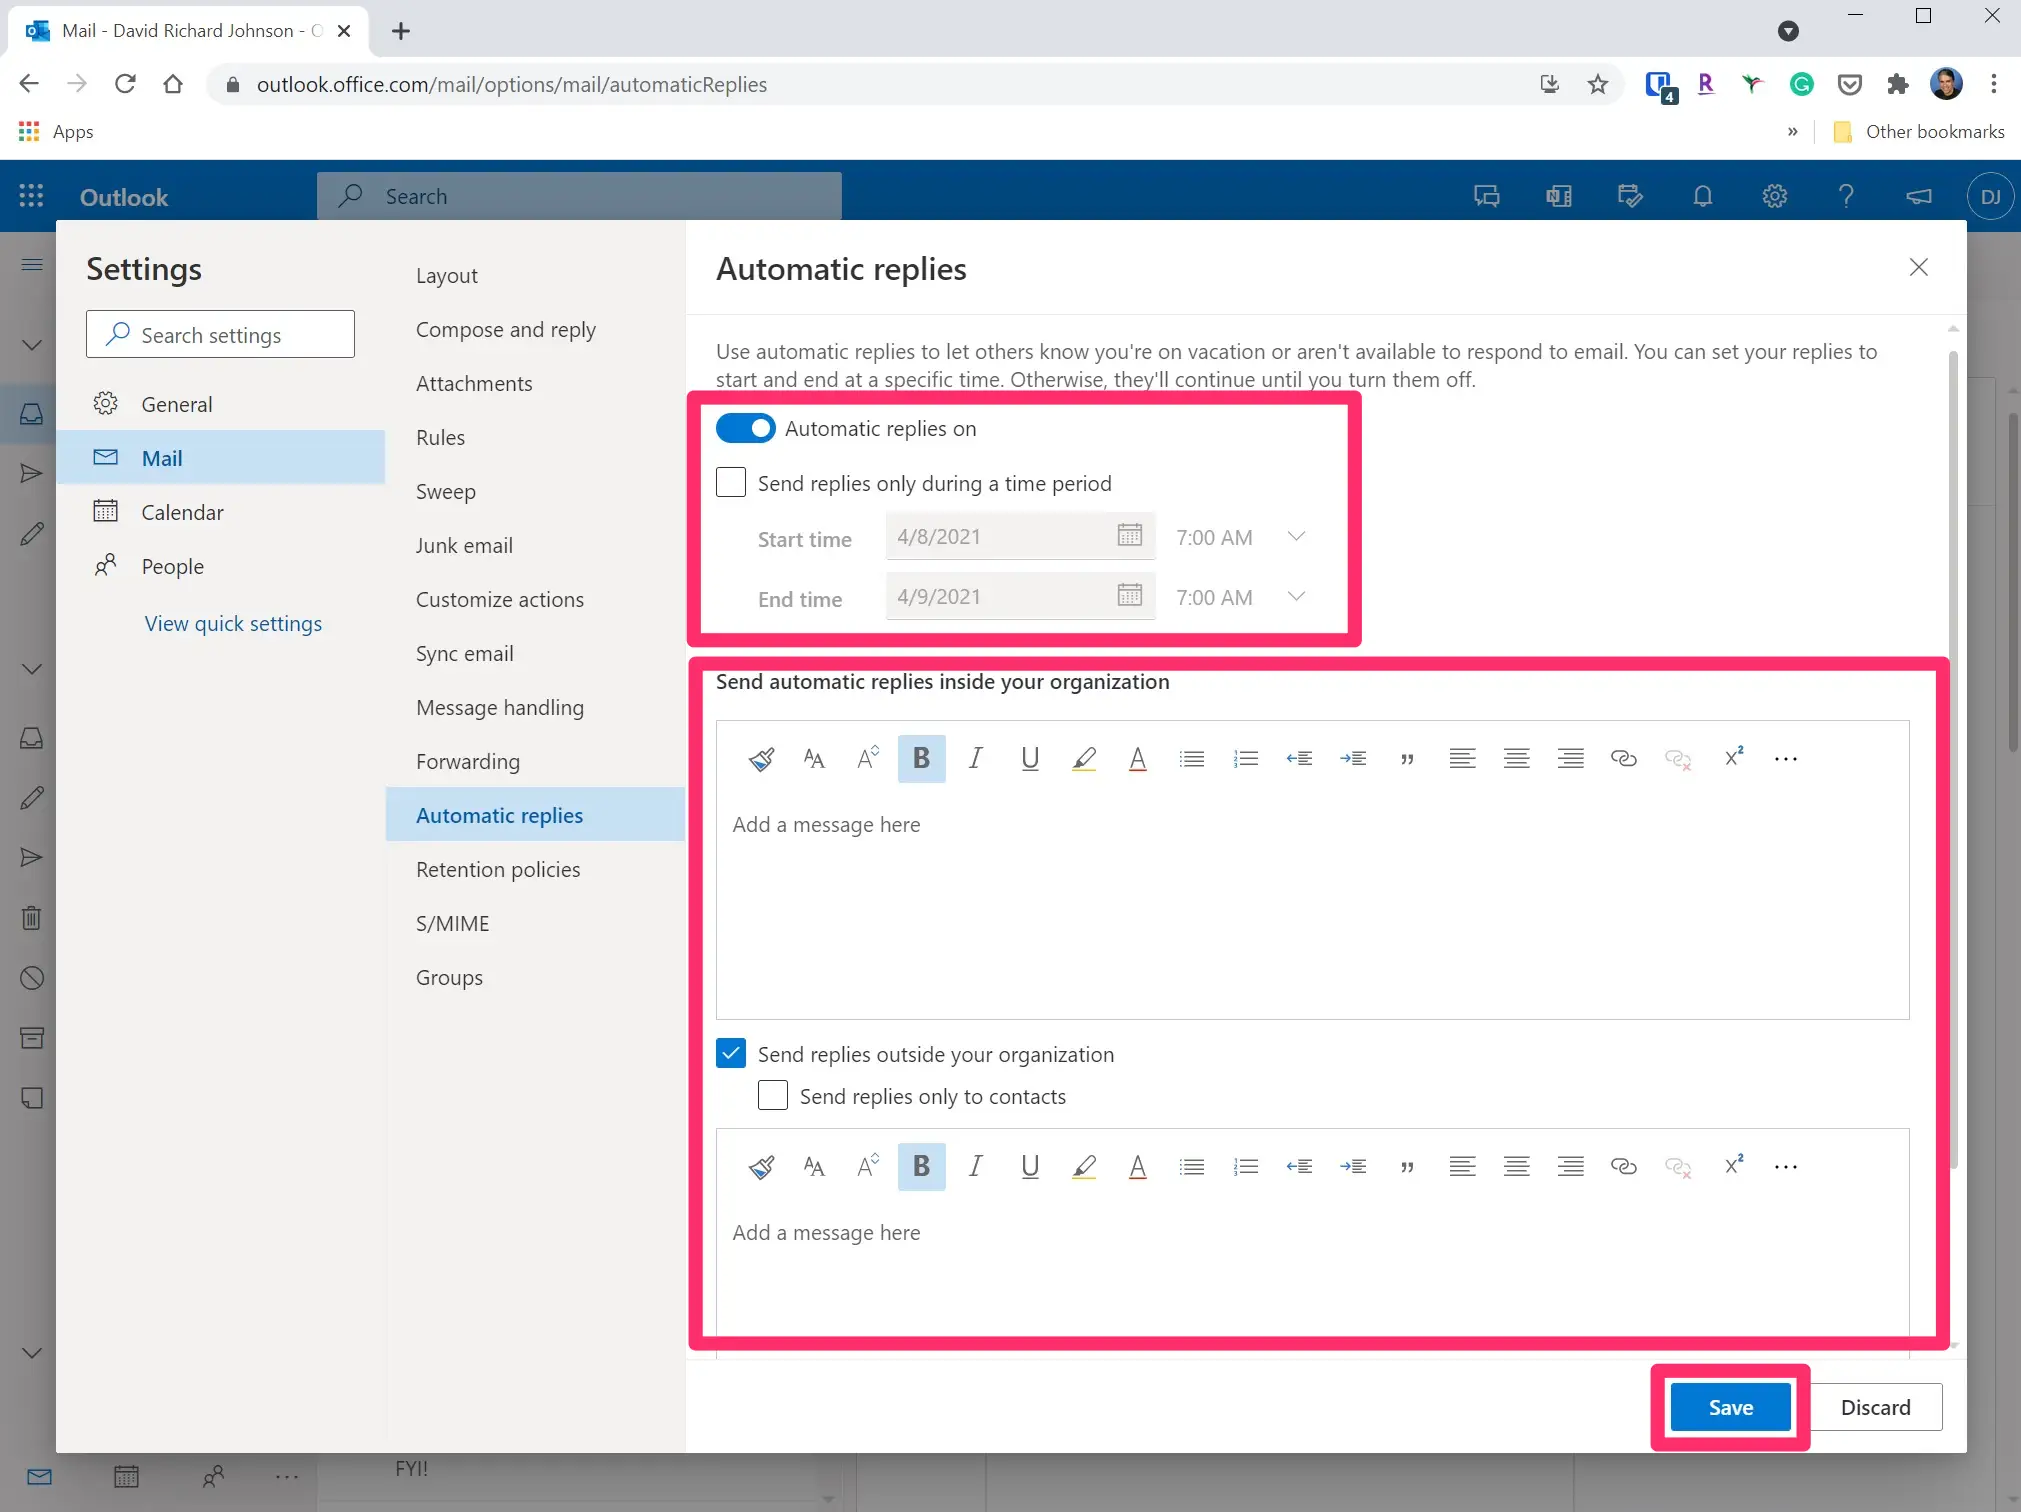 Mail - David Richard Johnson - O
outlook.office.com/mail/options/mail/automaticReplies
4
Apps
»
Other bookmarks
Outlook
Search
DJ
Settings
Search settings
General
Mail
Calendar
People
View quick settings
Layout
Compose and reply
Attachments
Rules
Sweep
Junk email
Customize actions
Sync email
Message handling
Forwarding
Automatic replies
Retention policies
S/MIME
Groups
Automatic replies
Use automatic replies to let others know you're on vacation or aren't available to respond to email. You can set your replies to
start and end at a specific time. Otherwise, they'll continue until you turn them off.
Automatic replies on
Send replies only during a time period
Start time 4/8/2021 7:00 AM
End time 4/9/2021 7:00 AM
Send automatic replies inside your organization
Add a message here
Send replies outside your organization
Send replies only to contacts
Add a message here
Save Discard
FYI!